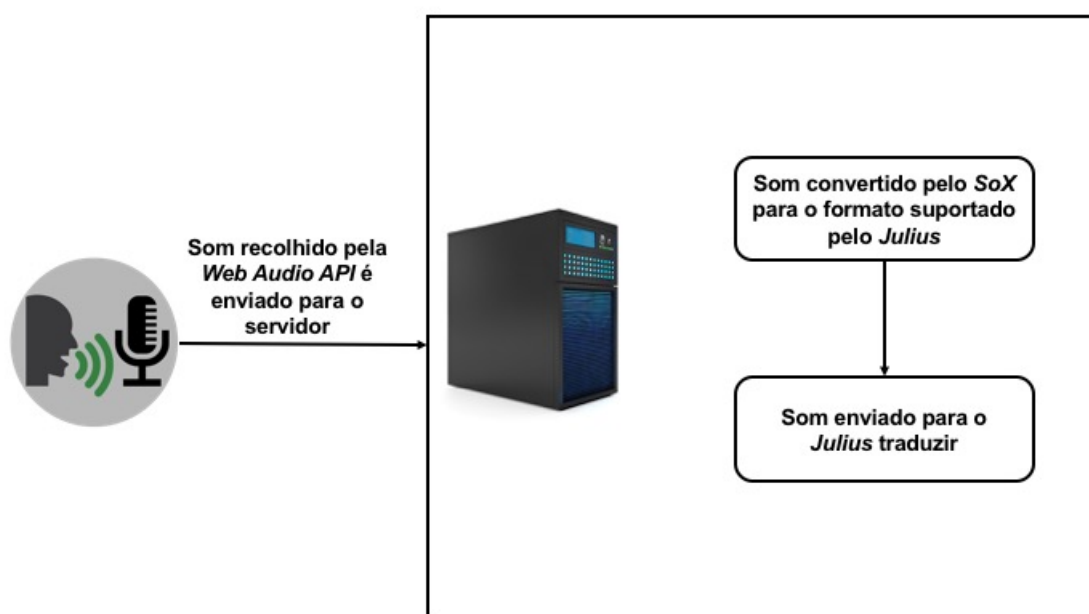 Som recolhido pela
Web Audio API é
enviado para o
servidor
Som convertido pelo SoX
para o formato suportado
pelo Julius
Som enviado para o
Julius traduzir